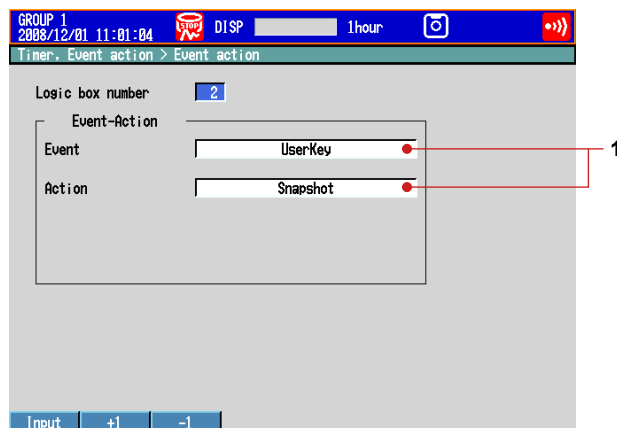 GROUP 1
2008/12/01 11:01:04 STOP DISP 1hour
Timer, Event action > Event action
Logic box number 2
Event-Action
Event UserKey
1
Action Snapshot
Input +1 -1